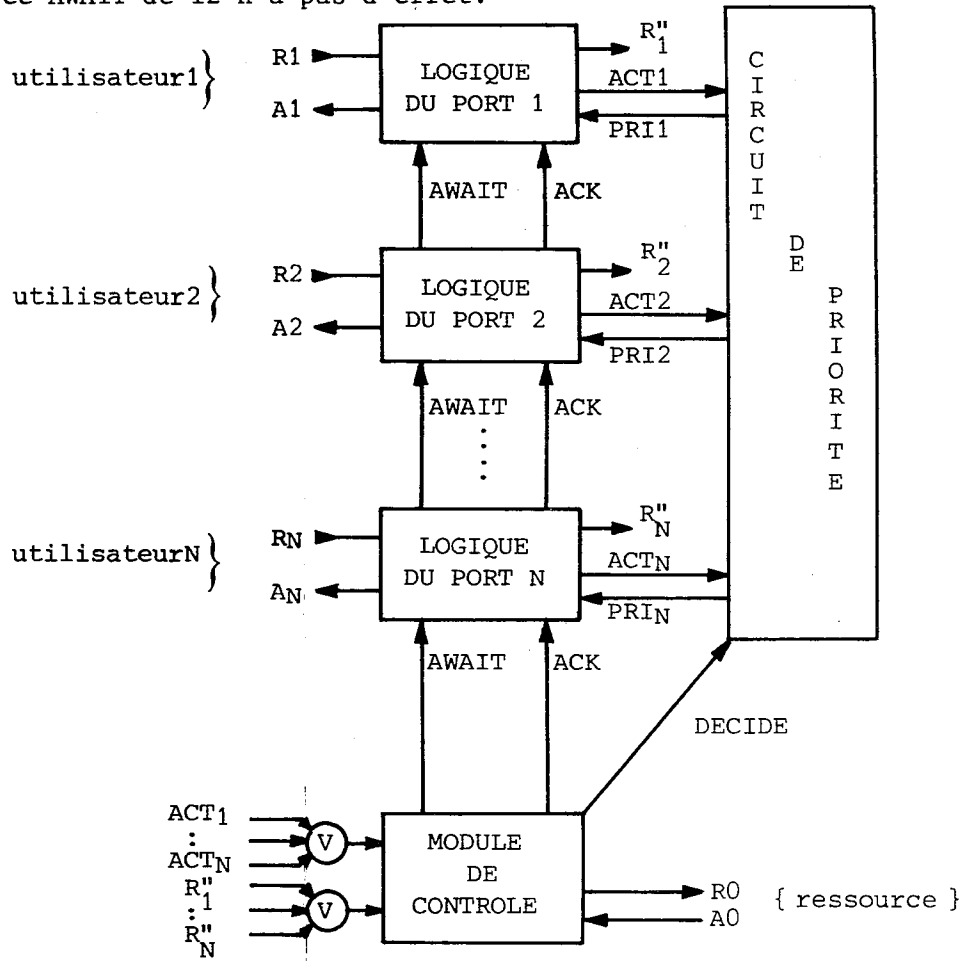 ce AWAIT de I2 n'a pas d'effet.
R"1
R1
LOGIQUE
DU PORT 1
utilisateur1}
ACT1
A1
PRI1
AWAIT
ACK
R"2
R2
LOGIQUE
DU PORT 2
utilisateur2}
ACT2
A2
PRI2
AWAIT
ACK
R"N
RN
LOGIQUE
DU PORT N
utilisateurN}
ACTN
AN
PRIN
AWAIT
ACK
CIRCUIT
DE
PRIORITE
DECIDE
ACT1
:
ACTN
V
R"1
:
R"N
V
MODULE
DE
CONTROLE
R0
A0
{ ressource }